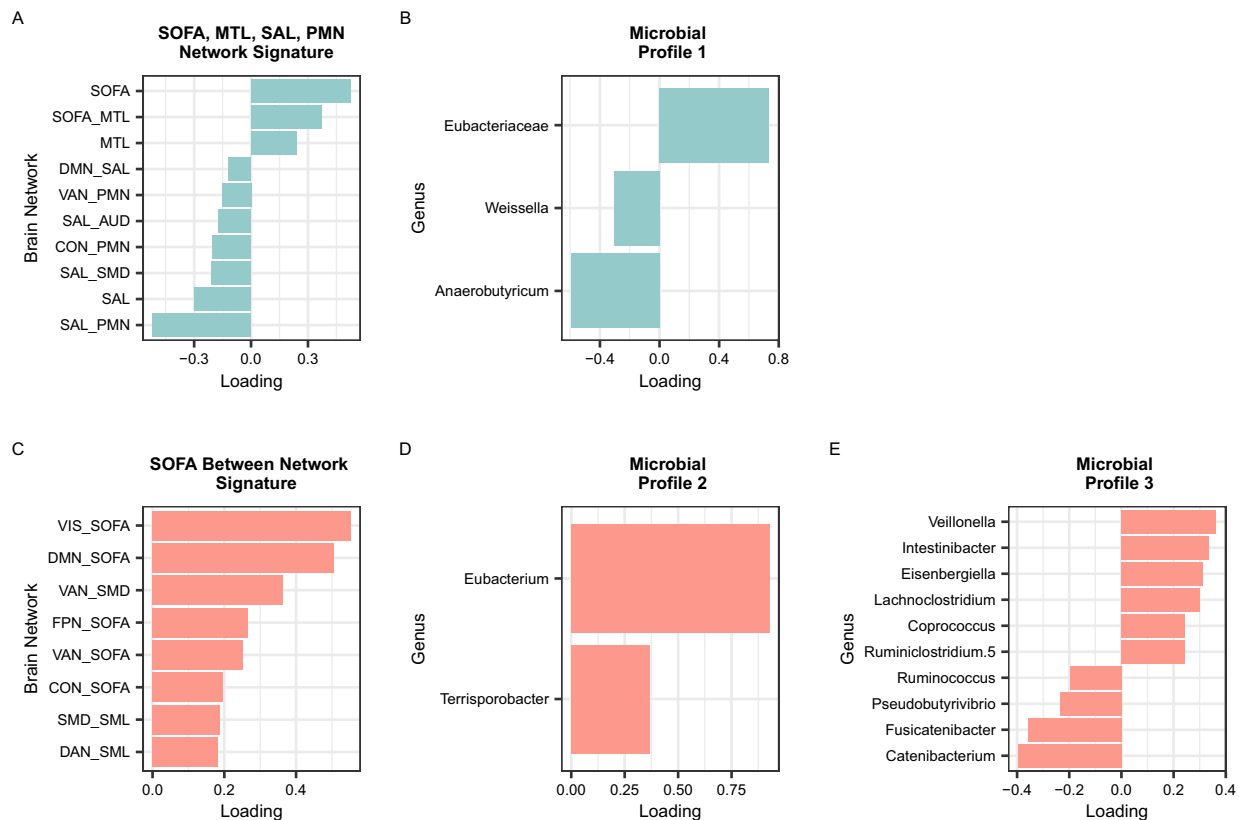 A
SOFA, MTL, SAL, PMN
Network Signature
Brain Network
SOFA
SOFA_MTL
MTL
DMN_SAL
VAN_PMN
SAL_AUD
CON_PMN
SAL_SMD
SAL
SAL_PMN
−0.3 0.0 0.3
Loading
B
Microbial
Profile 1
Genus
Eubacteriaceae
Weissella
Anaerobutyricum
−0.4 0.0 0.4 0.8
Loading
C
SOFA Between Network
Signature
Brain Network
VIS_SOFA
DMN_SOFA
VAN_SMD
FPN_SOFA
VAN_SOFA
CON_SOFA
SMD_SML
DAN_SML
0.0 0.2 0.4
Loading
D
Microbial
Profile 2
Genus
Eubacterium
Terrisporobacter
0.00 0.25 0.50 0.75
Loading
E
Microbial
Profile 3
Genus
Veillonella
Intestinibacter
Eisenbergiella
Lachnoclostridium
Coprococcus
Ruminiclostridium.5
Ruminococcus
Pseudobutyrivibrio
Fusicatenibacter
Catenibacterium
−0.4 −0.2 0.0 0.2 0.4
Loading